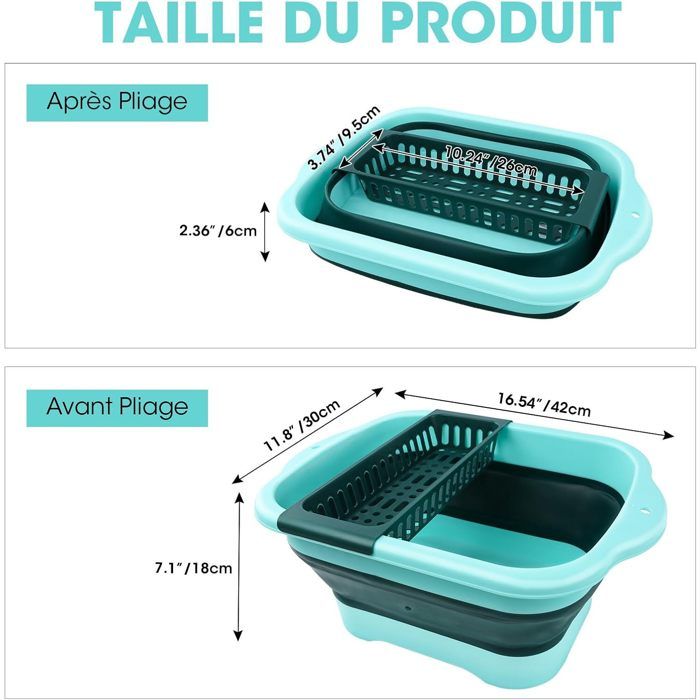 TAILLE DU PRODUIT
Après Pliage
3.74”/9.5cm
10.24”/26cm
2.36”/6cm
Avant Pliage
11.8”/30cm
16.54”/42cm
7.1”/18cm